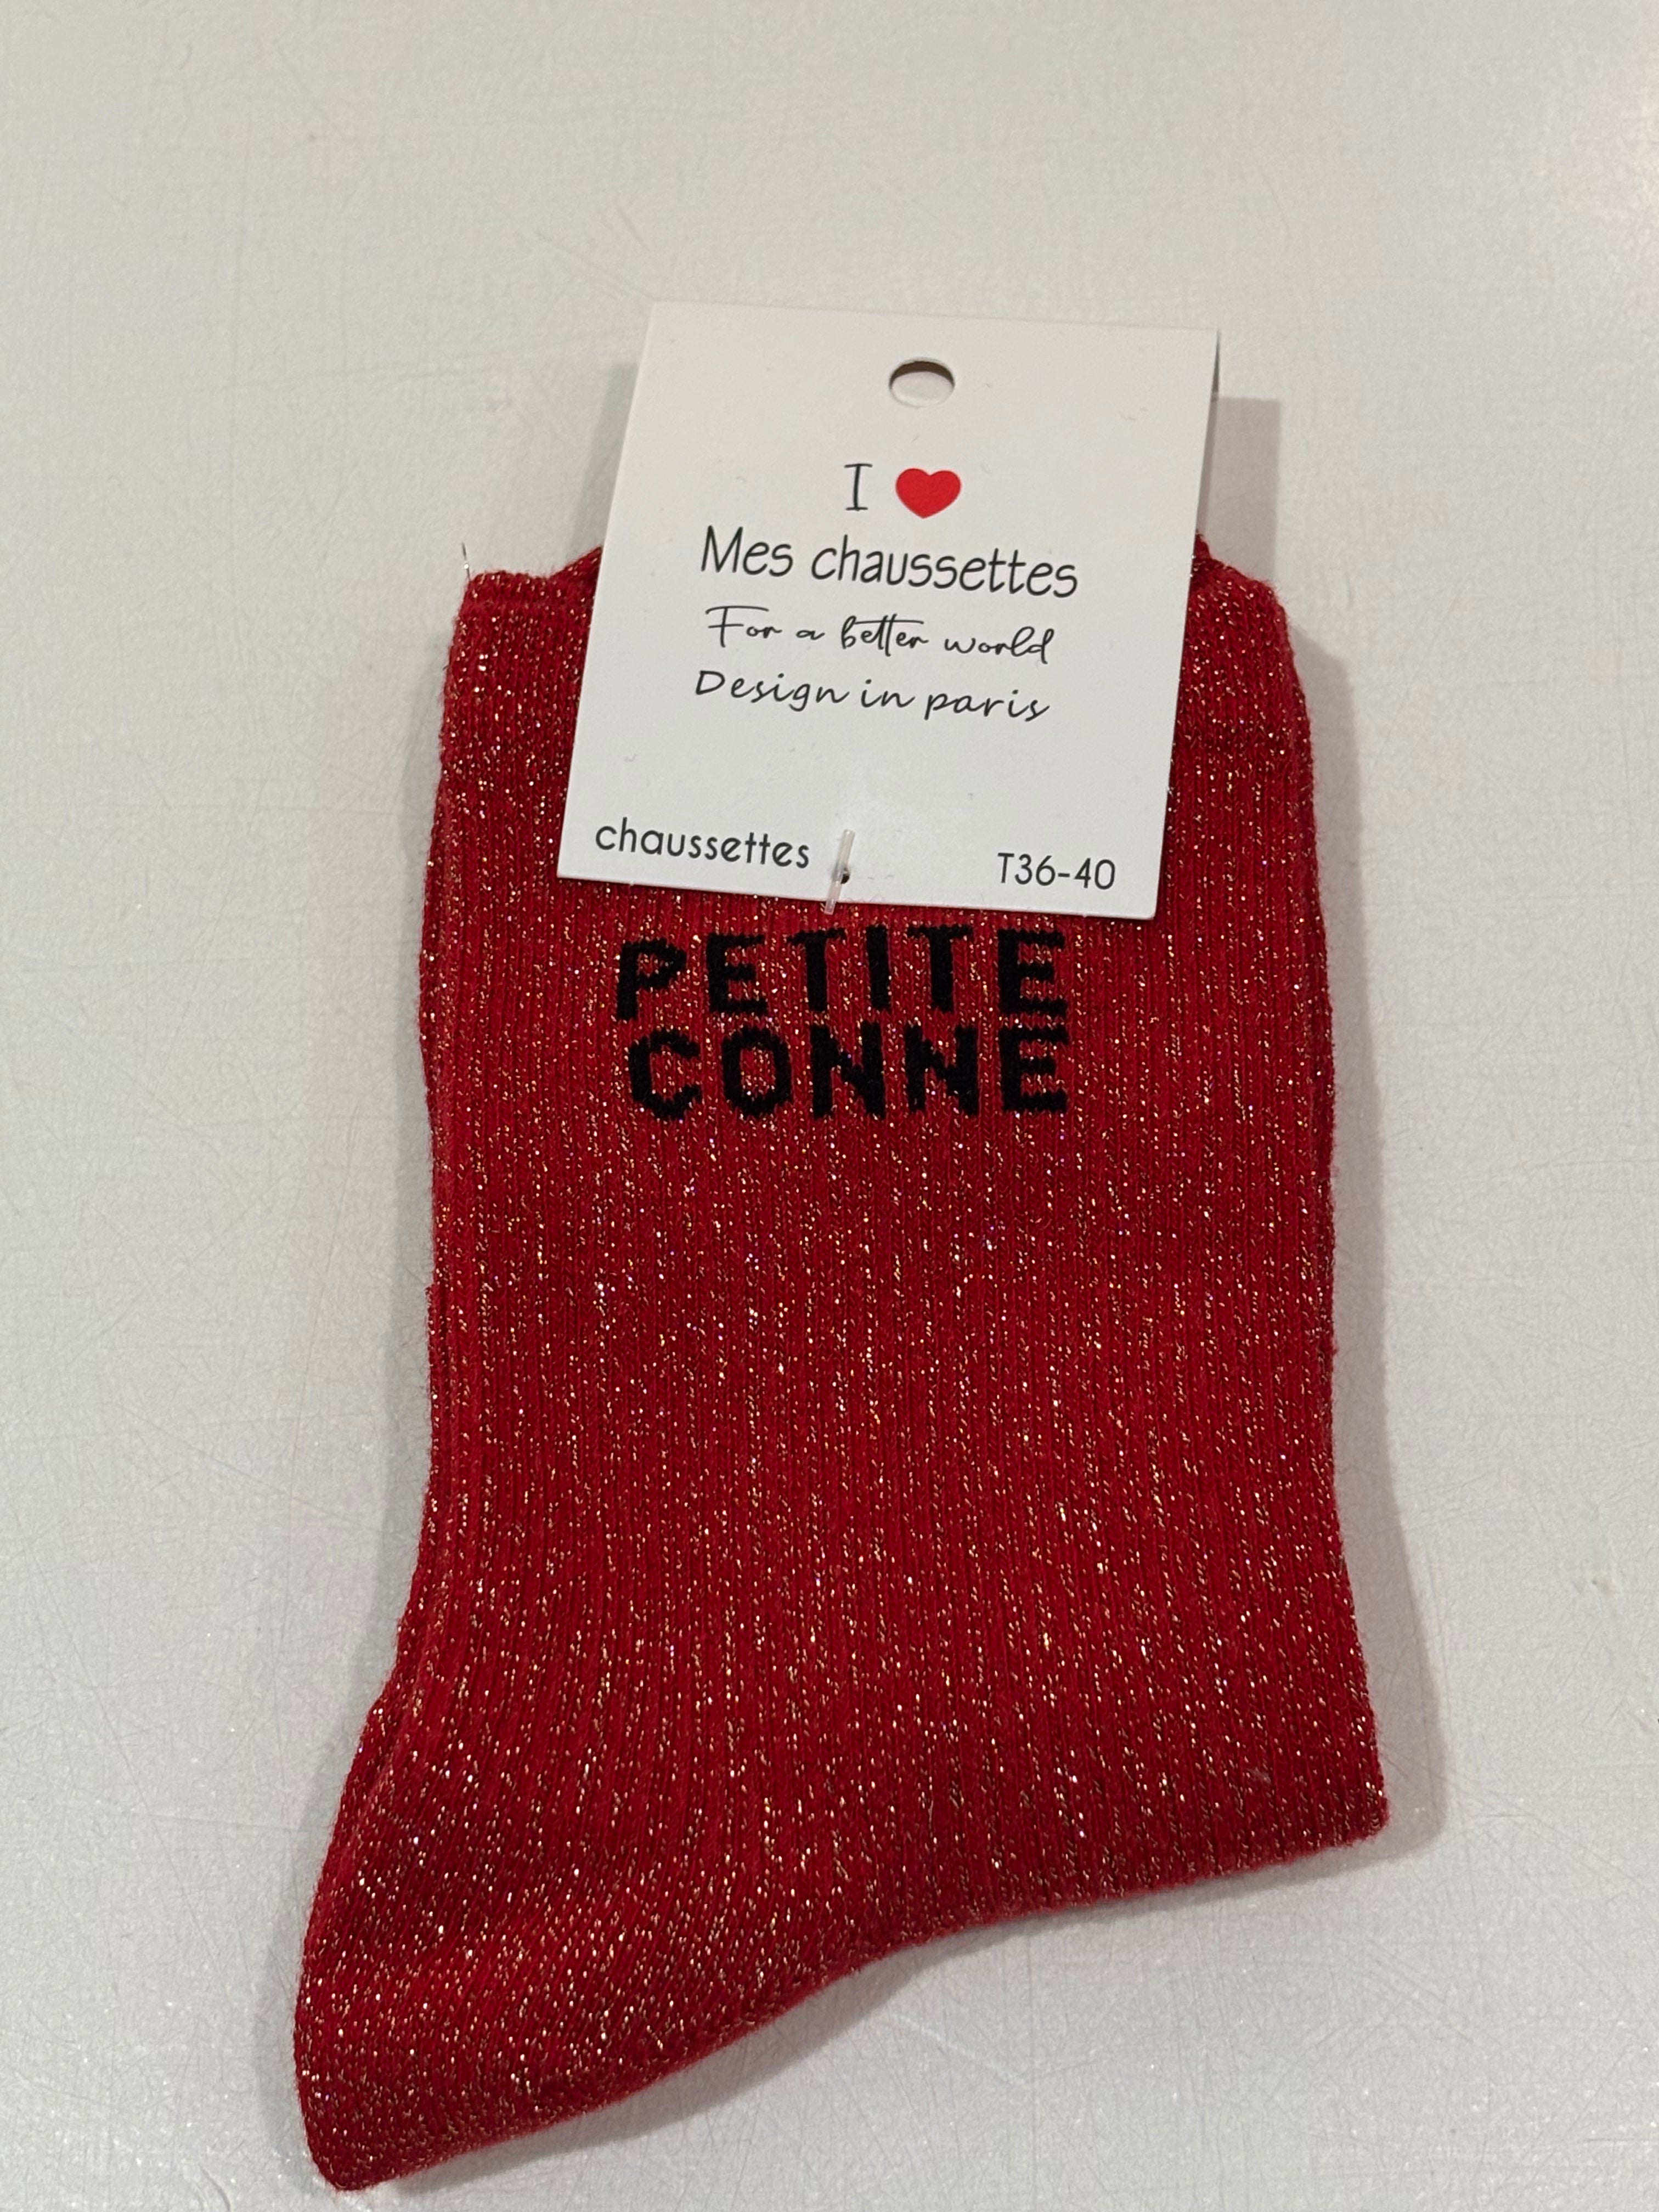 I ❤
Mes chaussettes
For a better world
Design in paris
chaussettes T36-40
PETITE
CONNE